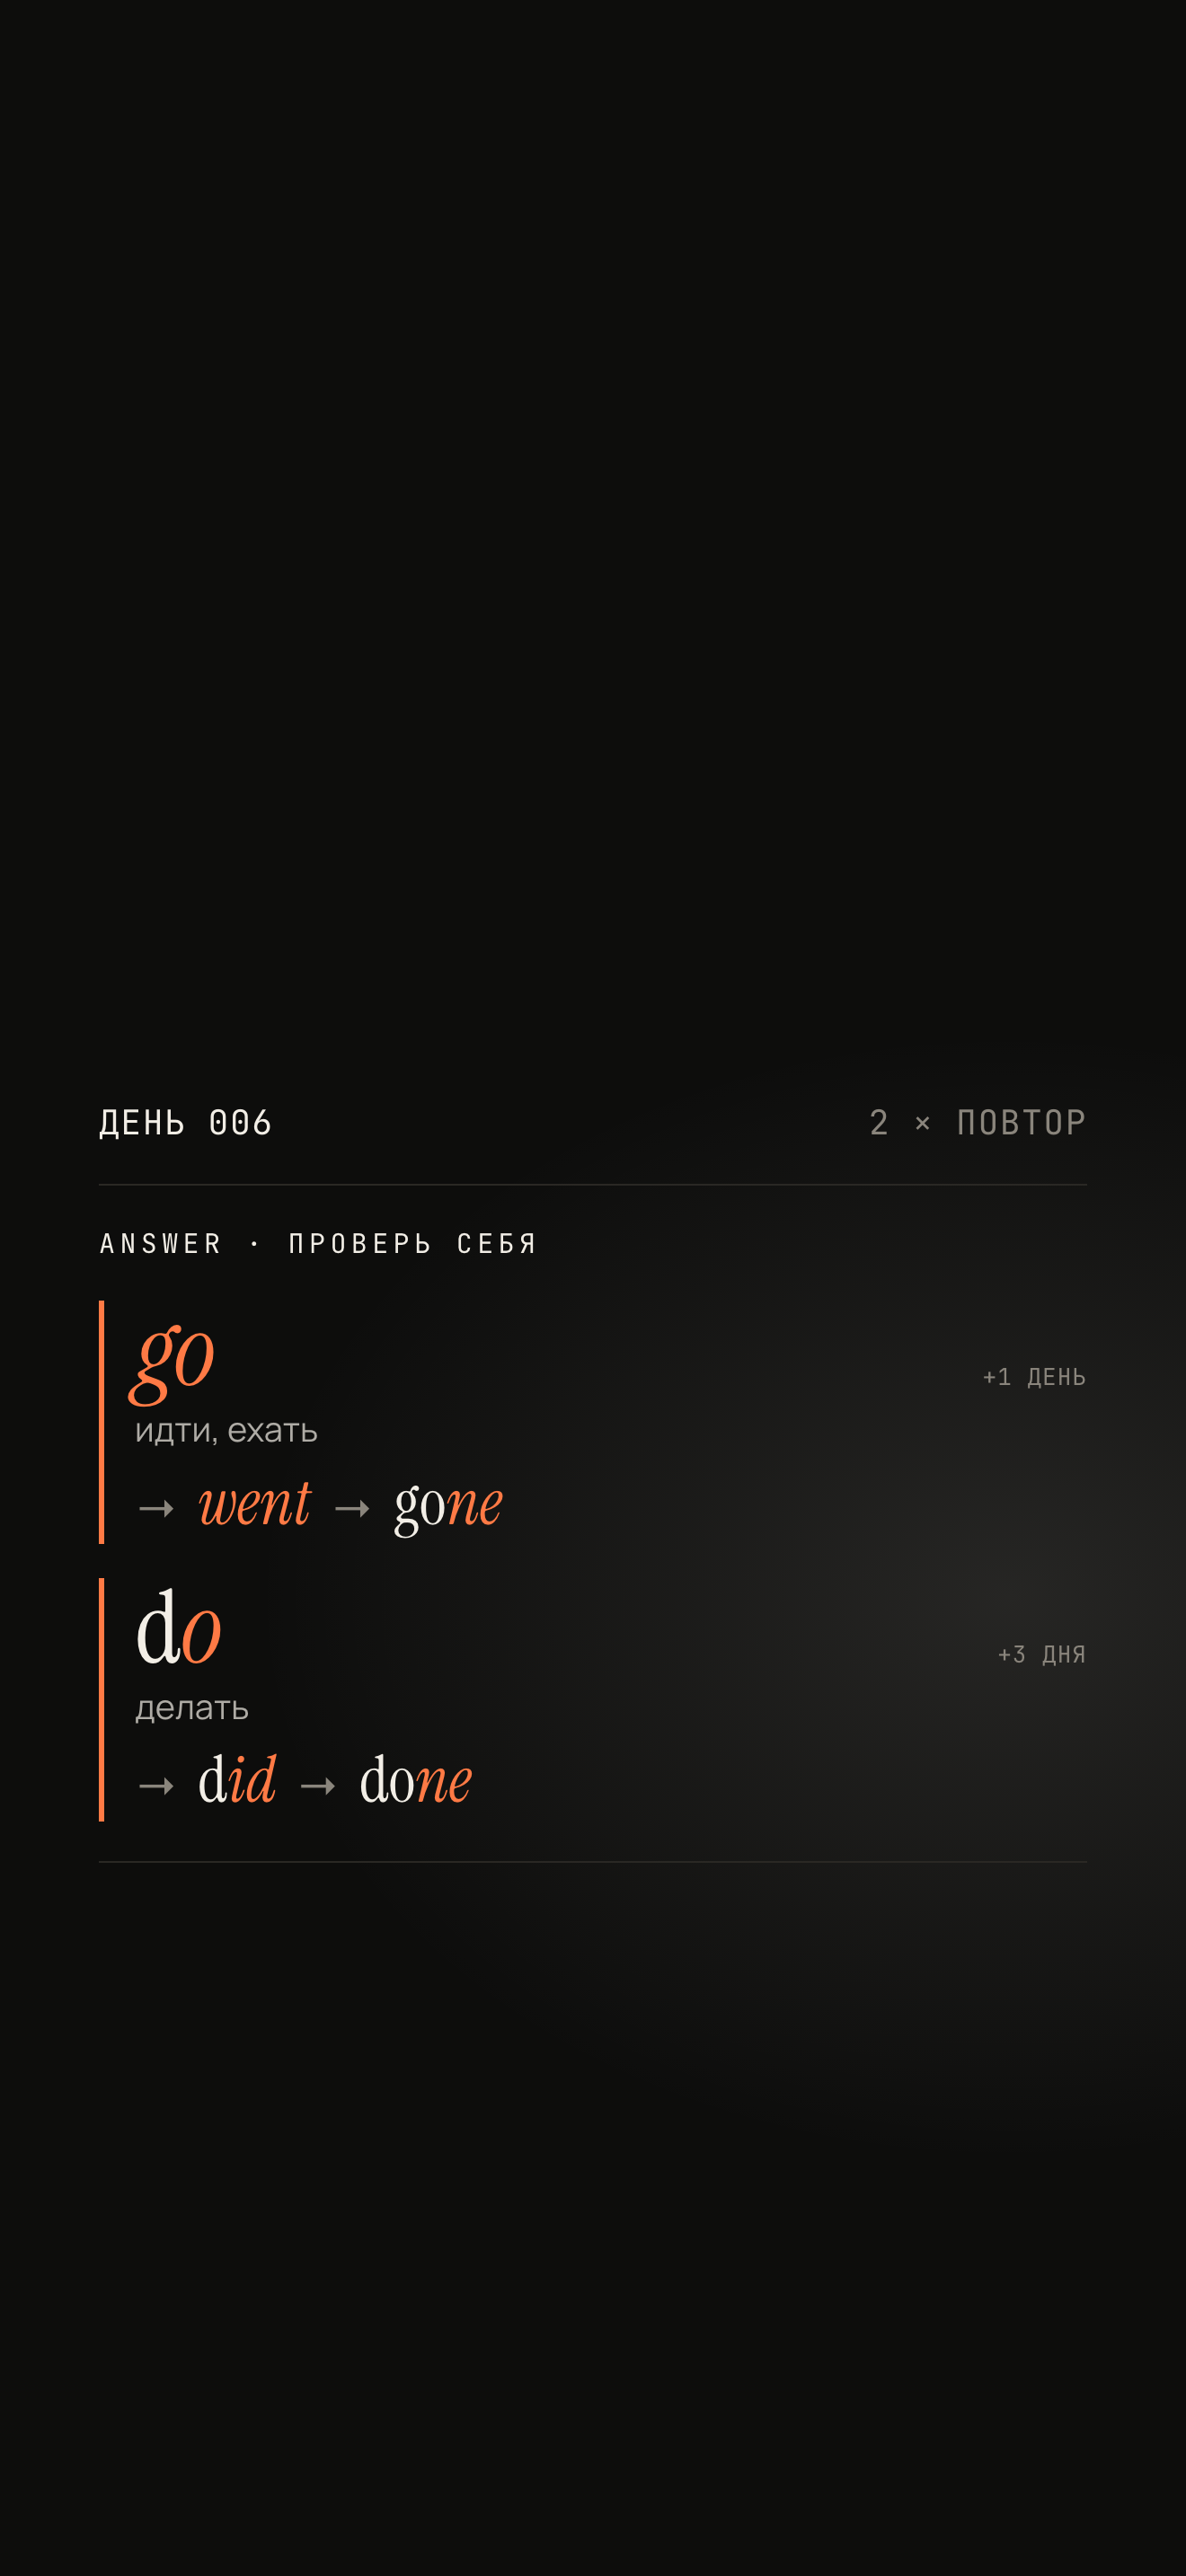 ДЕНЬ 006
2 × ПОВТОР
ANSWER · ПРОВЕРЬ СЕБЯ
go
+1 ДЕНЬ
идти, ехать
→ went → gone
do
+3 ДНЯ
делать
→ did → done